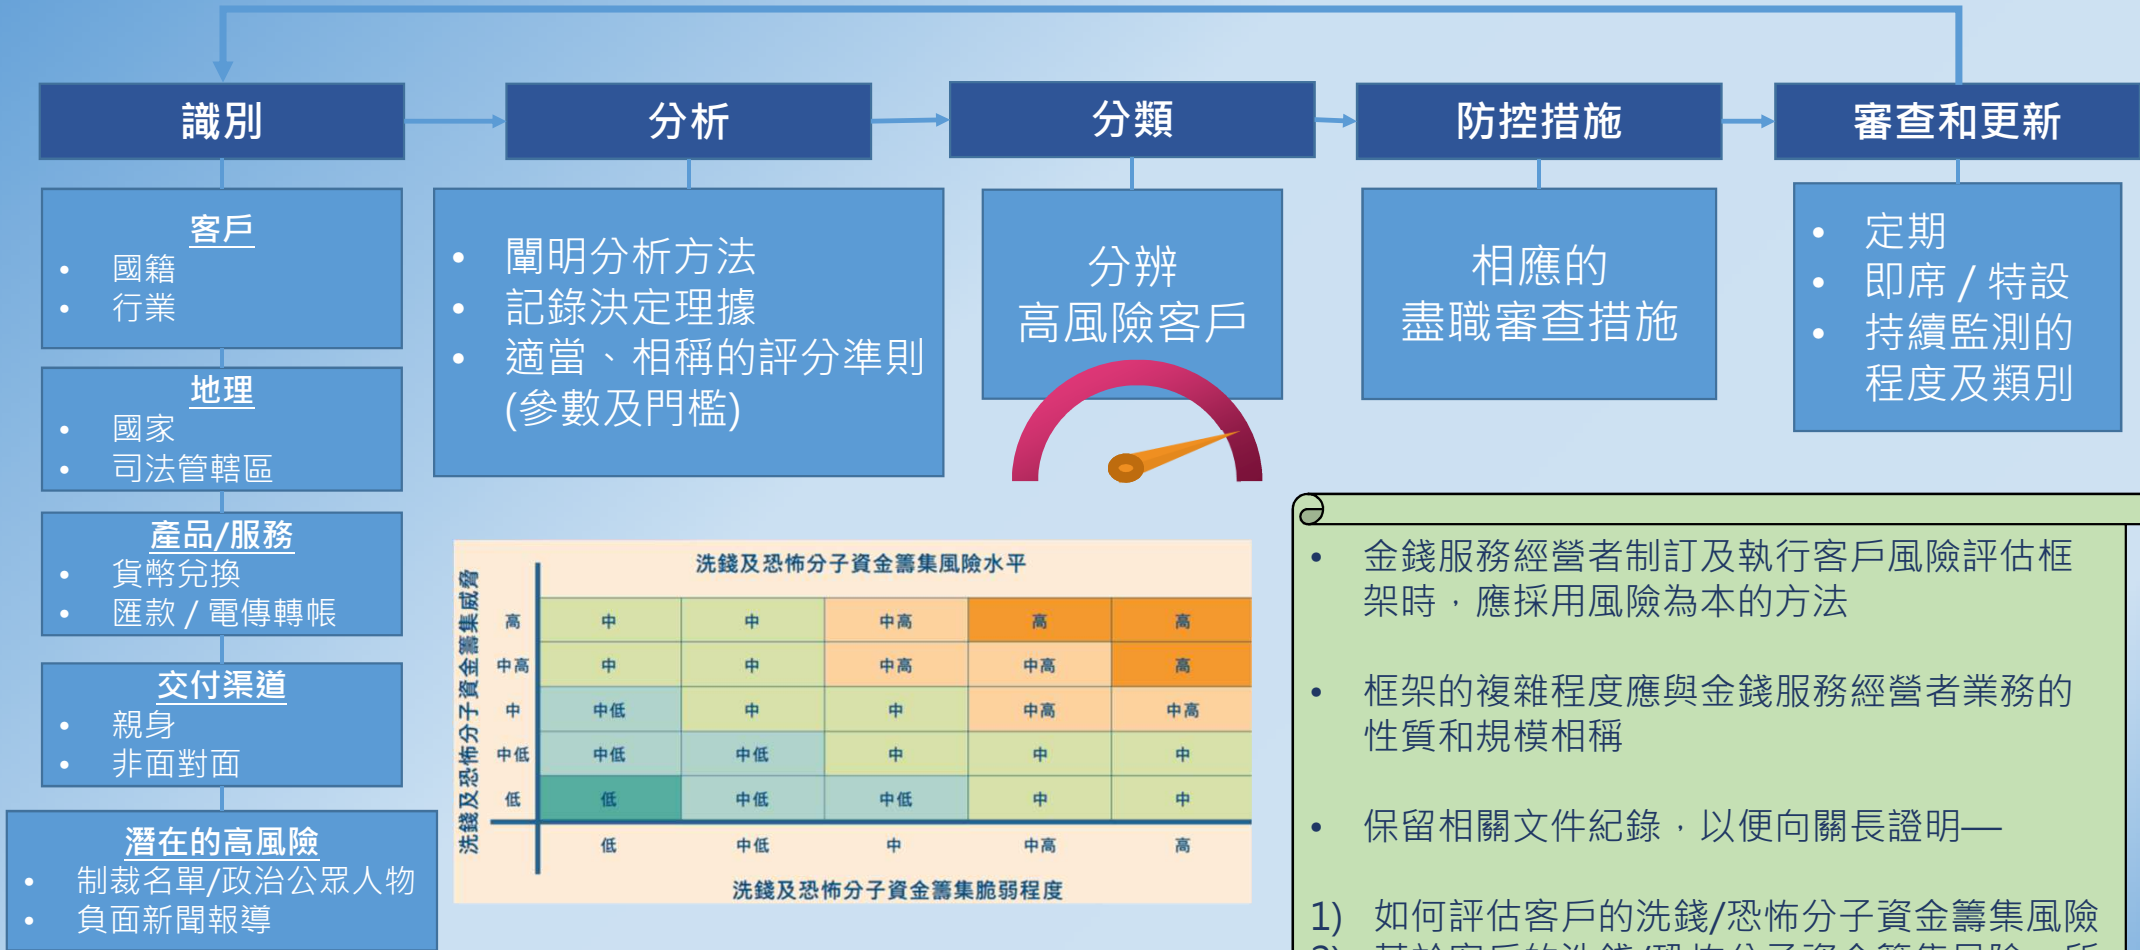 識別
分析
分類
防控措施
審查和更新
客戶
• 國籍
• 行業
地理
• 國家
• 司法管轄區
產品/服務
• 貨幣兌換
• 匯款 / 電傳轉帳
交付渠道
• 親身
• 非面對面
潛在的高風險
• 制裁名單/政治公眾人物
• 負面新聞報導
• 闡明分析方法
• 記錄決定理據
• 適當、相稱的評分準則
(參數及門檻)
分辨
高風險客戶
相應的
盡職審查措施
• 定期
• 即席 / 特設
• 持續監測的
程度及類別
洗錢及恐怖分子資金籌集風險水平
洗錢及恐怖分子資金籌集威脅
高 中 中 中高 高 高
中高 中 中 中高 中高 高
中 中低 中 中 中高 中高
中低 中低 中低 中 中 中
低 低 中低 中低 中 中
低 中低 中 中高 高
洗錢及恐怖分子資金籌集脆弱程度
• 金錢服務經營者制訂及執行客戶風險評估框
架時，應採用風險為本的方法
• 框架的複雜程度應與金錢服務經營者業務的
性質和規模相稱
• 保留相關文件紀錄，以便向關長證明—
1) 如何評估客戶的洗錢/恐怖分子資金籌集風險